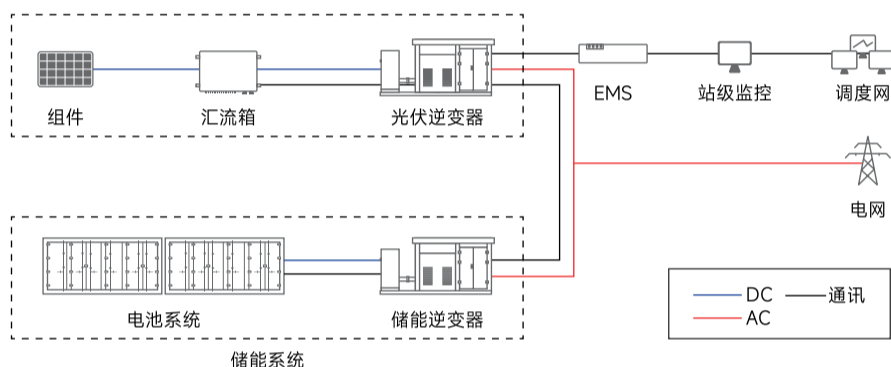 组件
汇流箱
光伏逆变器
EMS
站级监控
调度网
电网
电池系统
储能逆变器
储能系统
DC
通讯
AC